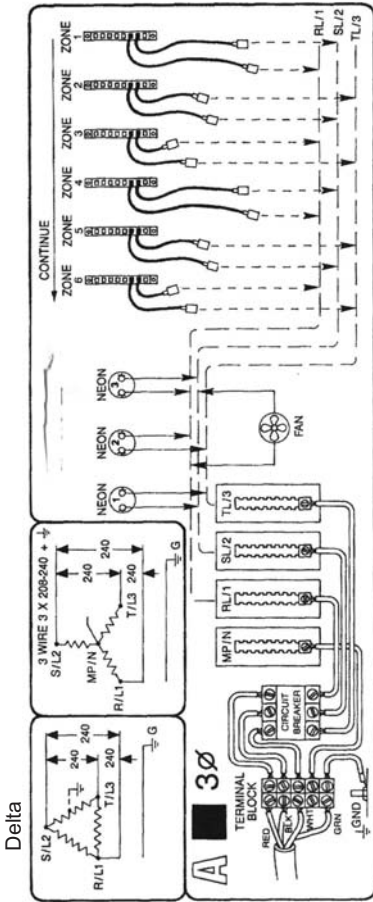 Delta
S/L2
240
240
R/L1
T/L3
G
3 WIRE 3 X 208-240 +
S/L2
240
240
240
MP/N
R/L1
T/L3
G
CONTINUE
ZONE 6
ZONE 5
ZONE 4
ZONE 3
ZONE 2
ZONE 1
RL/1
SL/2
TL/3
NEON 1
NEON 2
NEON 3
FAN
A 3Ø
TERMINAL BLOCK
RED
BLK
WHT
GRN
GND
CIRCUIT BREAKER
MP/N
RL/1
SL/2
TL/3